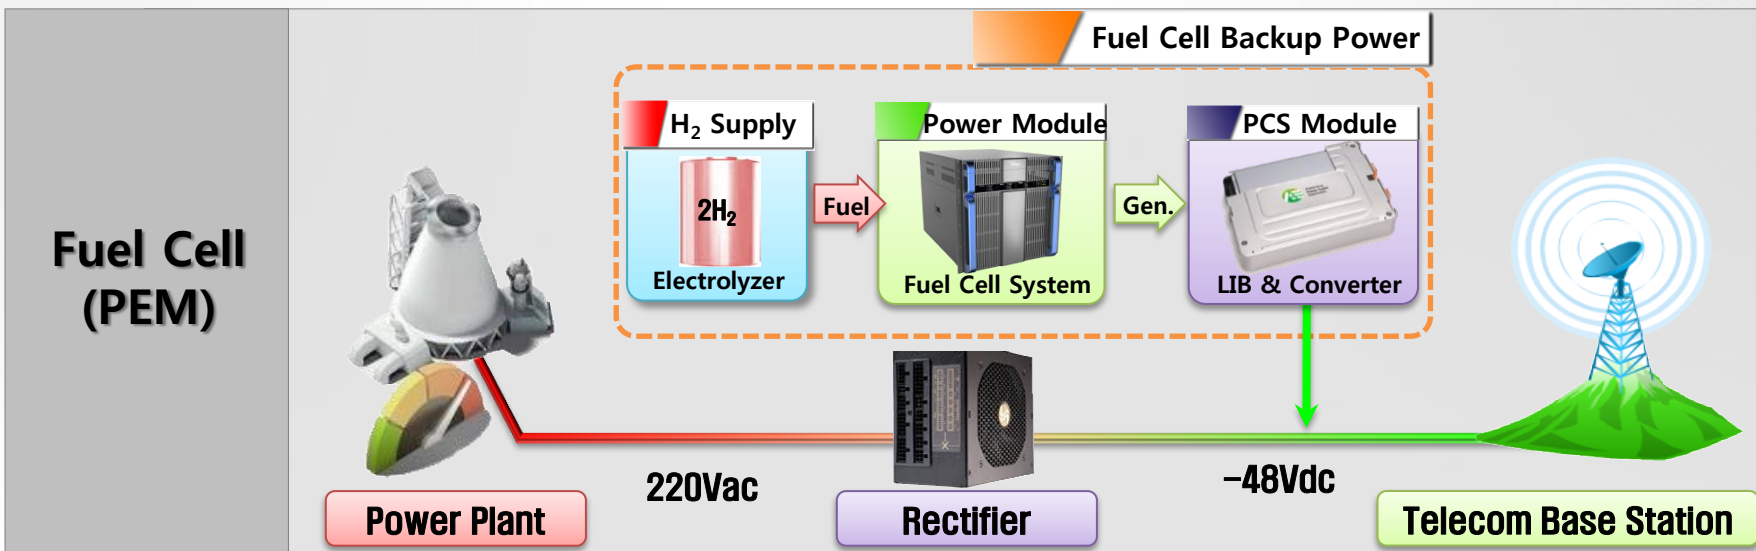 Fuel Cell
(PEM)
Fuel Cell Backup Power
H₂ Supply
2H₂
Electrolyzer
Fuel
Power Module
Fuel Cell System
Gen.
PCS Module
LIB & Converter
220Vac
-48Vdc
Power Plant
Rectifier
Telecom Base Station